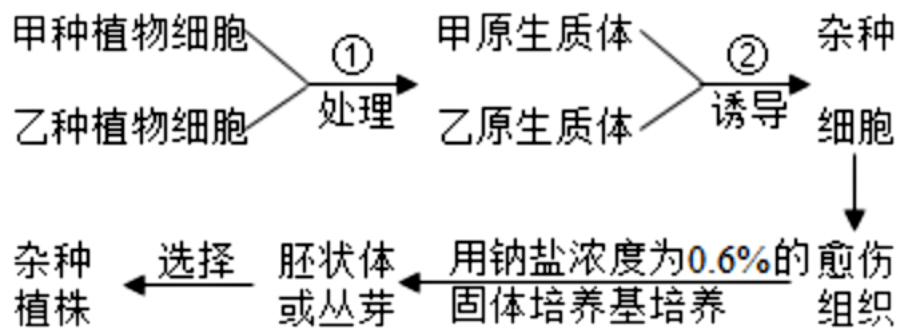 甲种植物细胞 ① 甲原生质体 ② 杂种
处理 诱导
乙种植物细胞 乙原生质体 细胞
杂种 选择 胚状体 用钠盐浓度为0.6%的 愈伤
植株 或丛芽 固体培养基培养 组织